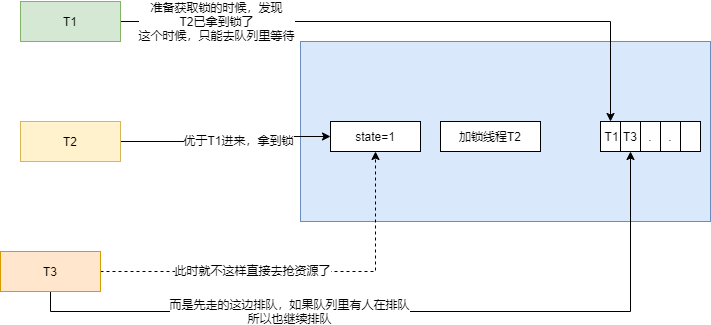 T1
准备获取锁的时候，发现
T2已拿到锁了
这个时候，只能去队列里等待
T2
优于T1进来，拿到锁
state=1
加锁线程T2
T1 T3 . .
T3
此时就不这样直接去抢资源了
而是先走的这边排队，如果队列里有人在排队
所以也继续排队